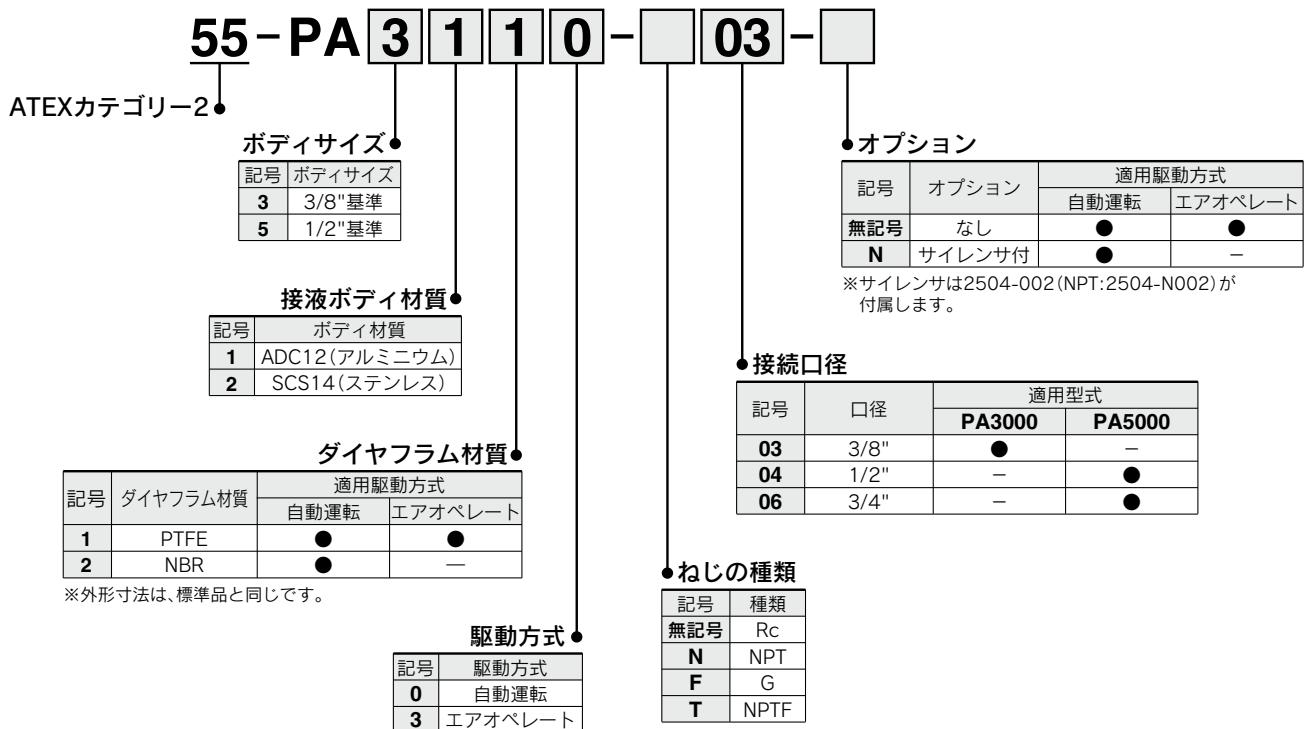 55-PA3110-□03-□
ATEXカテゴリー2
ボディサイズ
記号 ボディサイズ
3 3/8"基準
5 1/2"基準
接液ボディ材質
記号 ボディ材質
1 ADC12(アルミニウム)
2 SCS14(ステンレス)
ダイヤフラム材質
記号 ダイヤフラム材質 適用駆動方式
自動運転 エアオペレート
1 PTFE ● ●
2 NBR ● —
※外形寸法は、標準品と同じです。
駆動方式
記号 駆動方式
0 自動運転
3 エアオペレート
オプション
記号 オプション 適用駆動方式
自動運転 エアオペレート
無記号 なし ● ●
N サイレンサ付 ● −
※サイレンサは2504-002(NPT:2504-N002)が
付属します。
接続口径
記号 口径 適用型式
PA3000 PA5000
03 3/8" ● −
04 1/2" − ●
06 3/4" − ●
ねじの種類
記号 種類
無記号 Rc
N NPT
F G
T NPTF